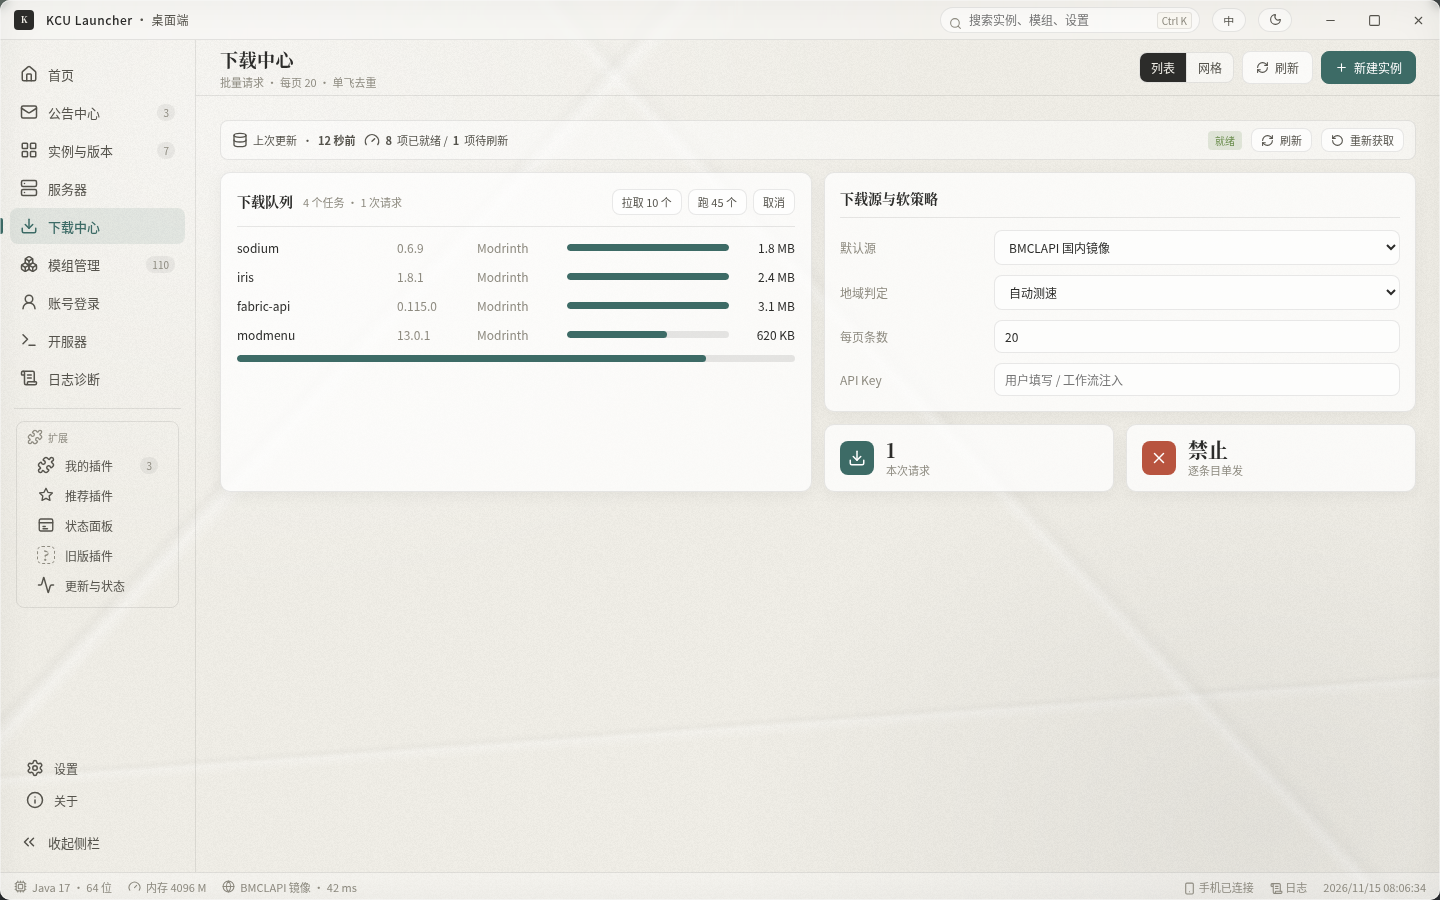 K KCU Launcher • 桌面端
搜索实例、模组、设置 Ctrl K 中
首页
公告中心 3
实例与版本 7
服务器
下载中心
模组管理 110
账号登录
开服器
日志诊断
扩展
我的插件 3
推荐插件
状态面板
? 旧版插件
更新与状态
设置
关于
收起侧栏
下载中心
批量请求 • 每页 20 • 单飞去重
列表 网格 刷新 新建实例
上次更新 • 12 秒前 8 项已就绪 / 1 项待刷新
就绪 刷新 重新获取
下载队列 4 个任务 • 1 次请求
拉取 10 个 跑 45 个 取消
sodium 0.6.9 Modrinth 1.8 MB
iris 1.8.1 Modrinth 2.4 MB
fabric-api 0.115.0 Modrinth 3.1 MB
modmenu 13.0.1 Modrinth 620 KB
下载源与软策略
默认源 BMCLAPI 国内镜像
地域判定 自动测速
每页条数 20
API Key 用户填写 / 工作流注入
1
本次请求
禁止
逐条目单发
Java 17 • 64 位 内存 4096 M BMCLAPI 镜像 • 42 ms
手机已连接 日志 2026/11/15 08:06:34